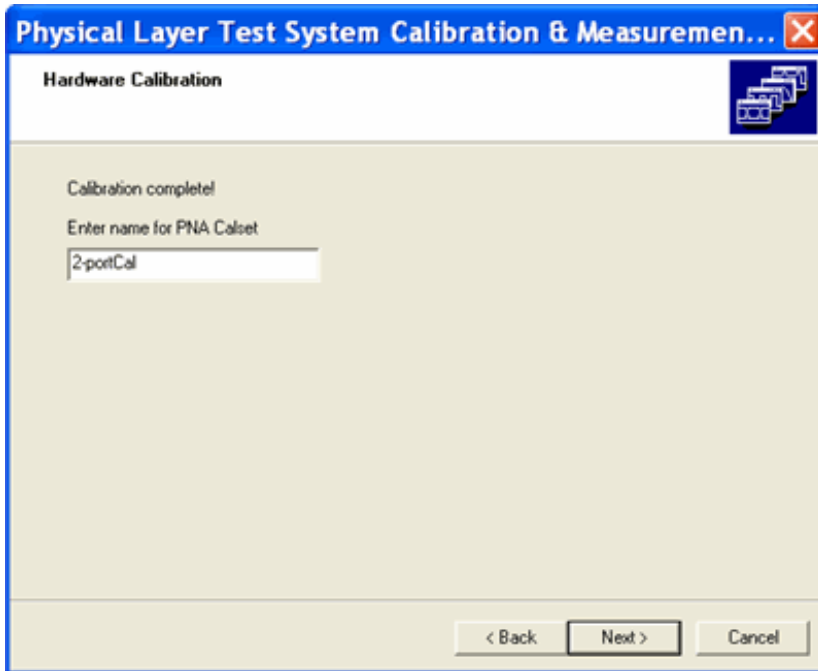 Physical Layer Test System Calibration & Measuremen...
Hardware Calibration
Calibration complete!
Enter name for PNA Calset
2-portCal
< Back Next > Cancel